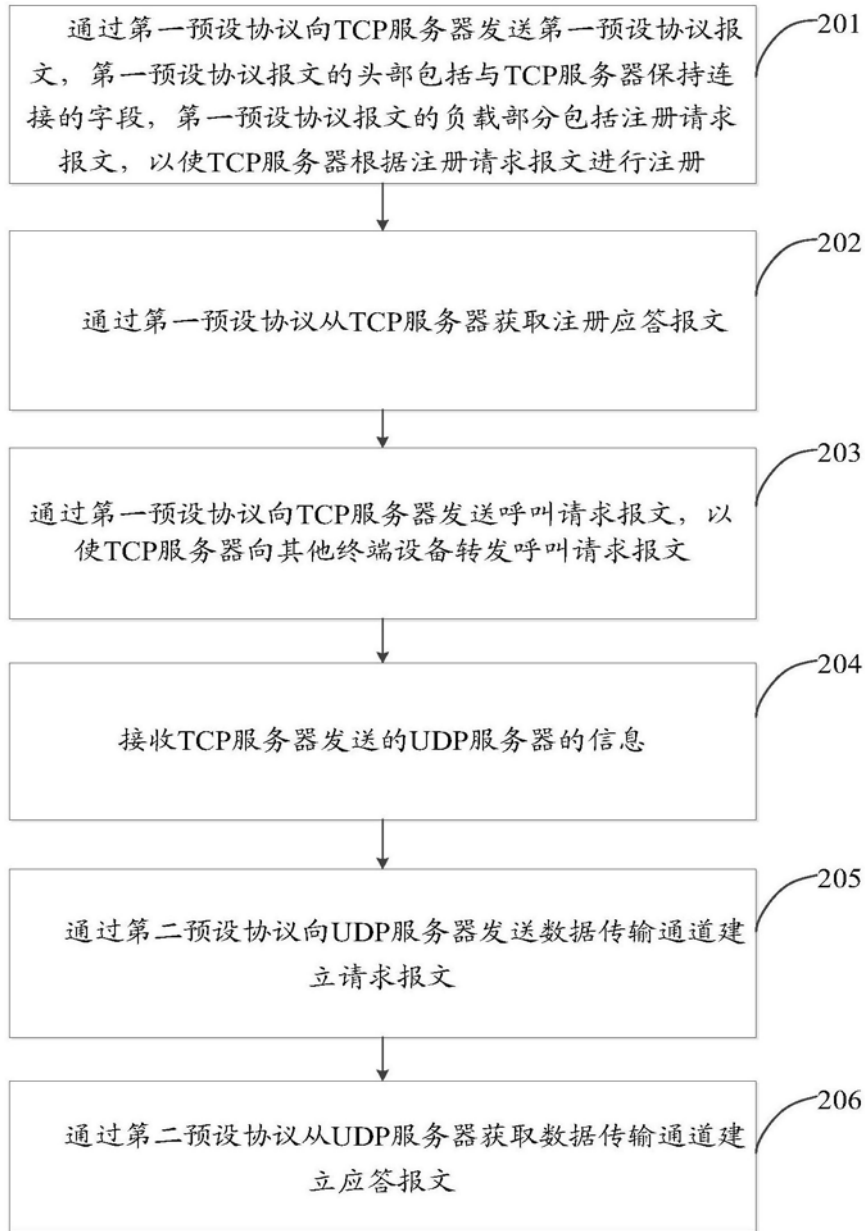 通过第一预设协议向TCP服务器发送第一预设协议报
文，第一预设协议报文的头部包括与TCP服务器保持连
接的字段，第一预设协议报文的负载部分包括注册请求
报文，以使TCP服务器根据注册请求报文进行注册
201
通过第一预设协议从TCP服务器获取注册应答报文
202
通过第一预设协议向TCP服务器发送呼叫请求报文，以
使TCP服务器向其他终端设备转发呼叫请求报文
203
接收TCP服务器发送的UDP服务器的信息
204
通过第二预设协议向UDP服务器发送数据传输通道建
立请求报文
205
通过第二预设协议从UDP服务器获取数据传输通道建
立应答报文
206